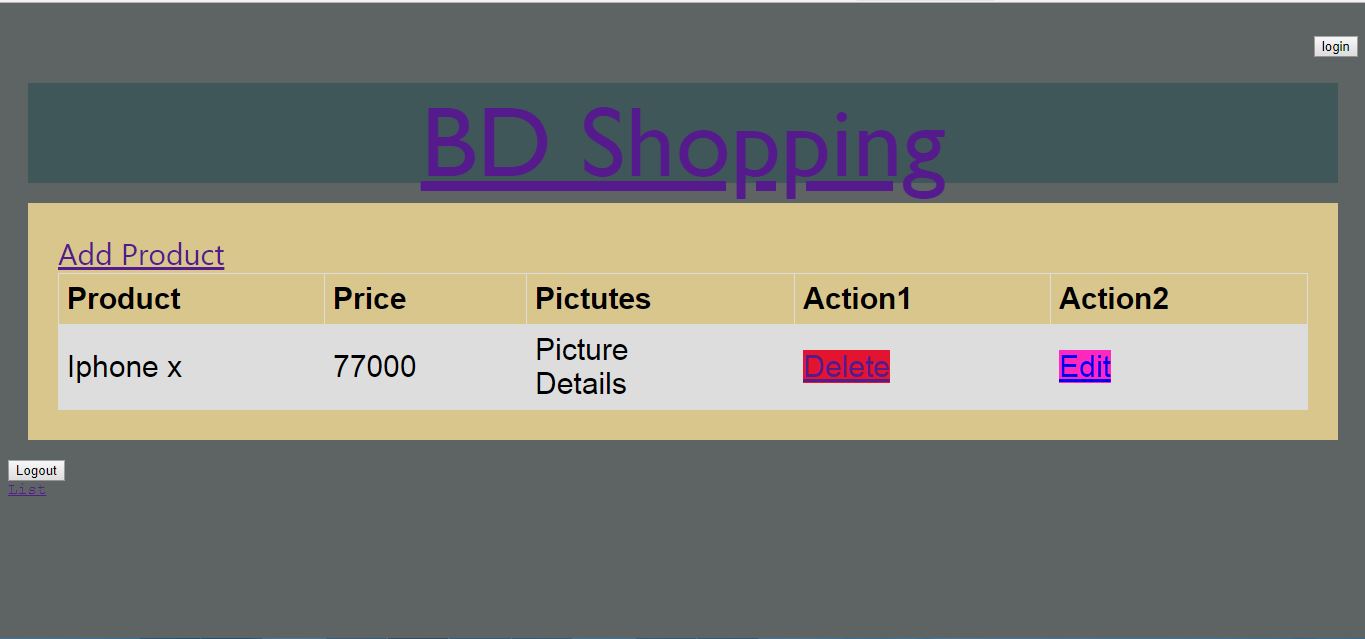 login
BD Shopping
Add Product
Product Price Pictutes Action1 Action2
Iphone x 77000 Picture Details Delete Edit
Logout
List